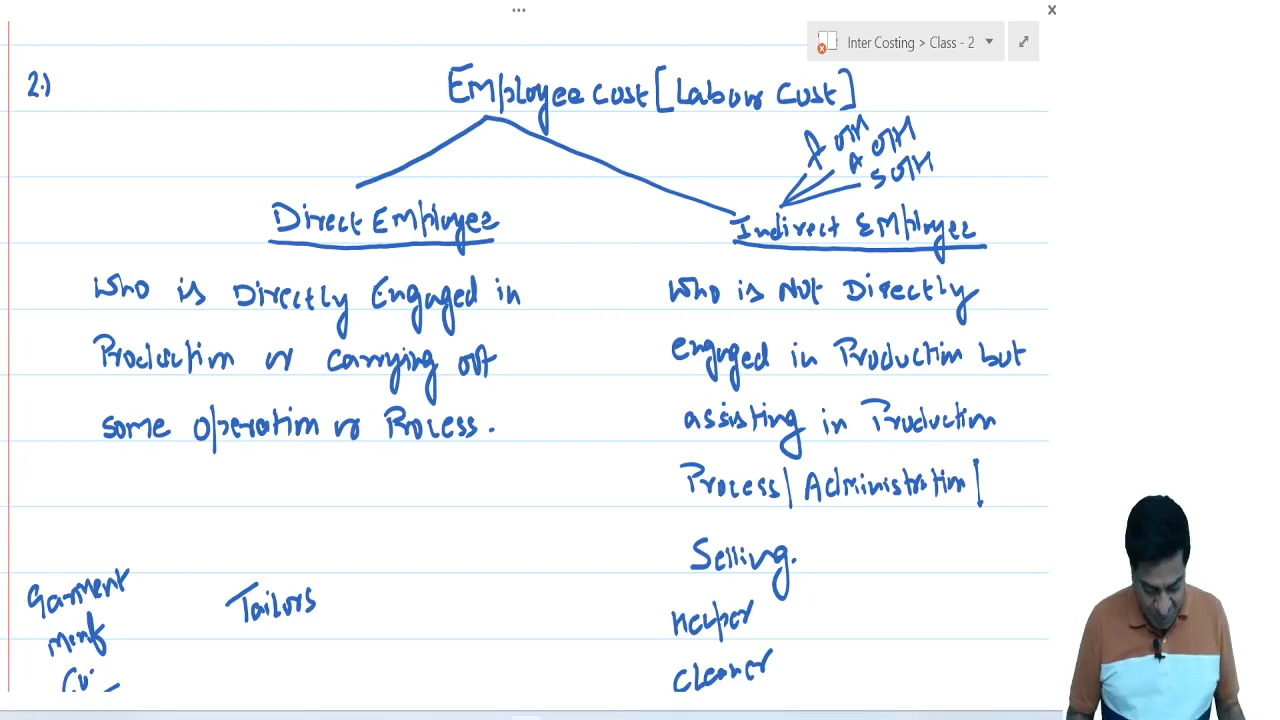 Inter Costing > Class - 2
2.)
Employee Cost [Labour Cost]
F OH
A OH
S OH
Direct Employee
Indirect Employee
Who is Directly Engaged in
Production or carrying out
some operation or Process.
Who is Not Directly
engaged in Production but
assisting in Production
Process/ Administration/
Selling.
Garment
Manf
Tailors
Helper
Cleaner